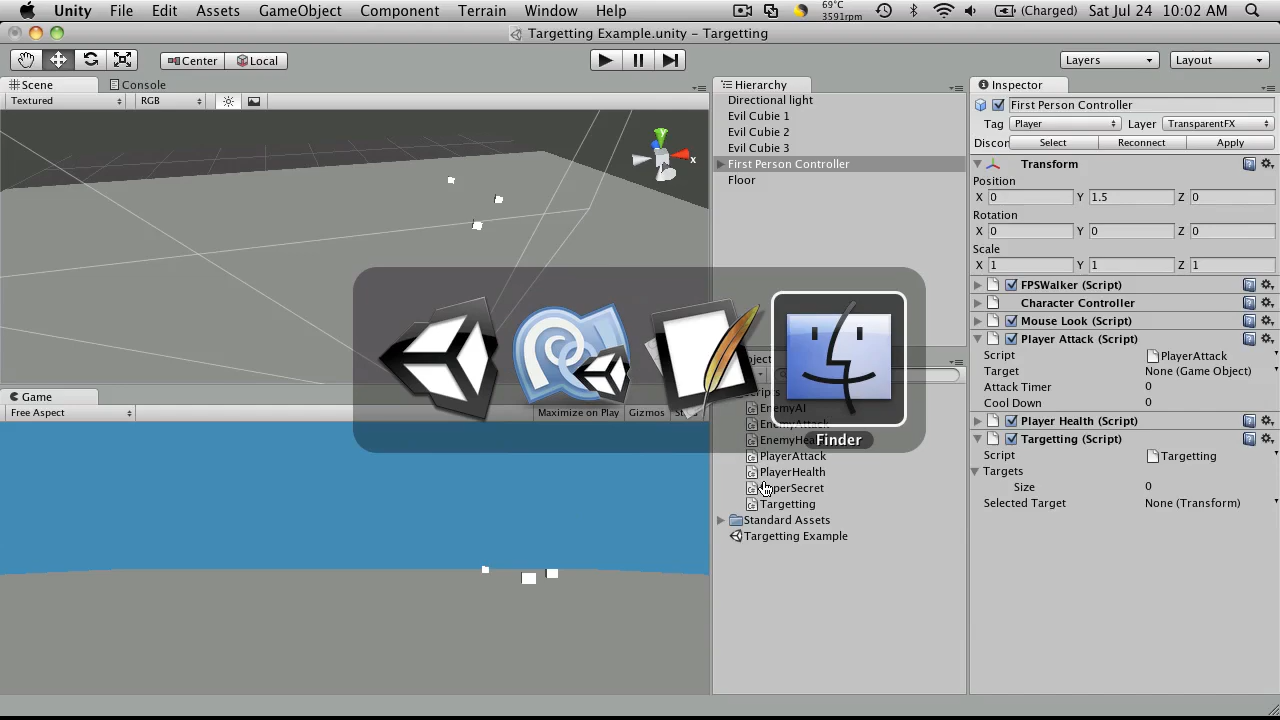 Unity File Edit Assets GameObject Component Terrain Window Help 69°C 3591rpm (Charged) Sat Jul 24 10:02 AM
Targetting Example.unity – Targetting
Center Local Layers Layout
Scene Console
Textured RGB
y
x
Hierarchy
Directional light
Evil Cubie 1
Evil Cubie 2
Evil Cubie 3
First Person Controller
Floor
Inspector
First Person Controller
Tag Player Layer TransparentFX
Discon Select Reconnect Apply
Transform
Position
X 0 Y 1.5 Z 0
Rotation
X 0 Y 0 Z 0
Scale
X 1 Y 1 Z 1
FPSWalker (Script)
Character Controller
Mouse Look (Script)
Player Attack (Script)
Script PlayerAttack
Target None (Game Object)
Attack Timer 0
Cool Down 0
Player Health (Script)
Targetting (Script)
Script Targetting
Targets
Size 0
Selected Target None (Transform)
Finder
EnemyAI
PlayerAttack
PlayerHealth
Targetting
Standard Assets
Targetting Example
Game
Free Aspect Maximize on Play Gizmos